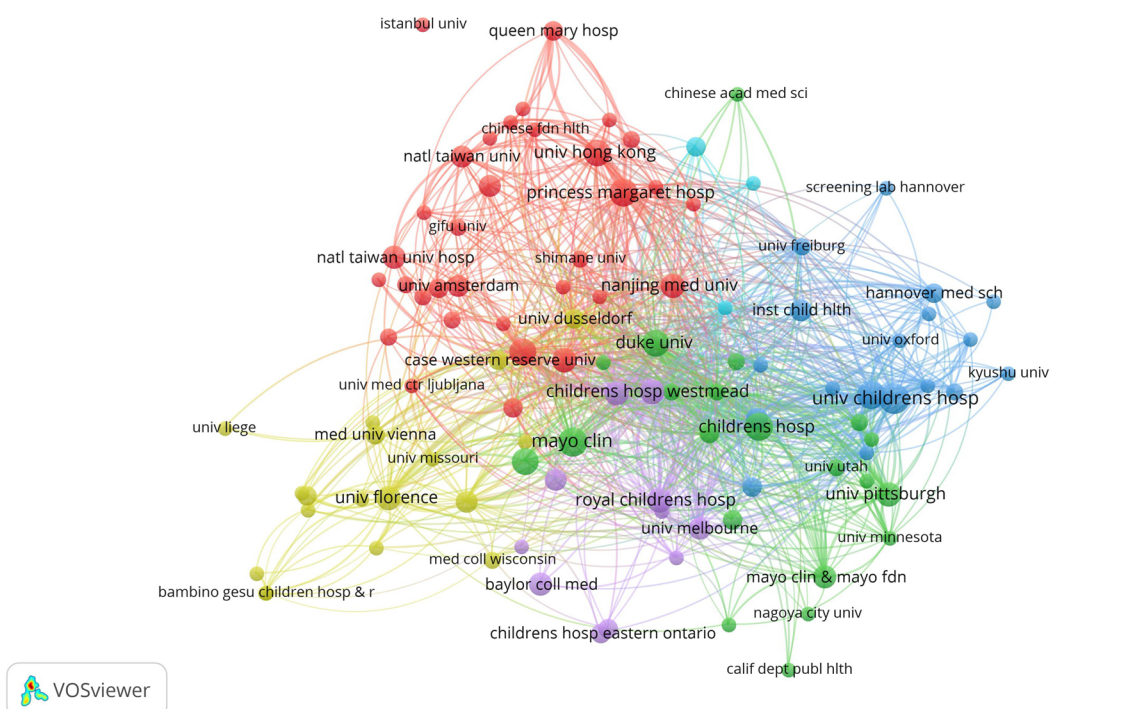 istanbul univ
queen mary hosp
chinese acad med sci
chinese fdn hlth
natl taiwan univ
univ hong kong
princess margaret hosp
screening lab hannover
gifu univ
univ freiburg
natl taiwan univ hosp
shimane univ
univ amsterdam
nanjing med univ
hannover med sch
inst child hlth
univ dusseldorf
duke univ
univ oxford
case western reserve univ
kyushu univ
univ med ctr ljubljana
childrens hosp westmead
univ childrens hosp
univ liege
med univ vienna
mayo clin
childrens hosp
univ missouri
univ utah
univ florence
royal childrens hosp
univ pittsburgh
univ melbourne
univ minnesota
med coll wisconsin
baylor coll med
mayo clin & mayo fdn
bambino gesu children hosp & r
nagoya city univ
childrens hosp eastern ontario
calif dept publ hlth
VOSviewer